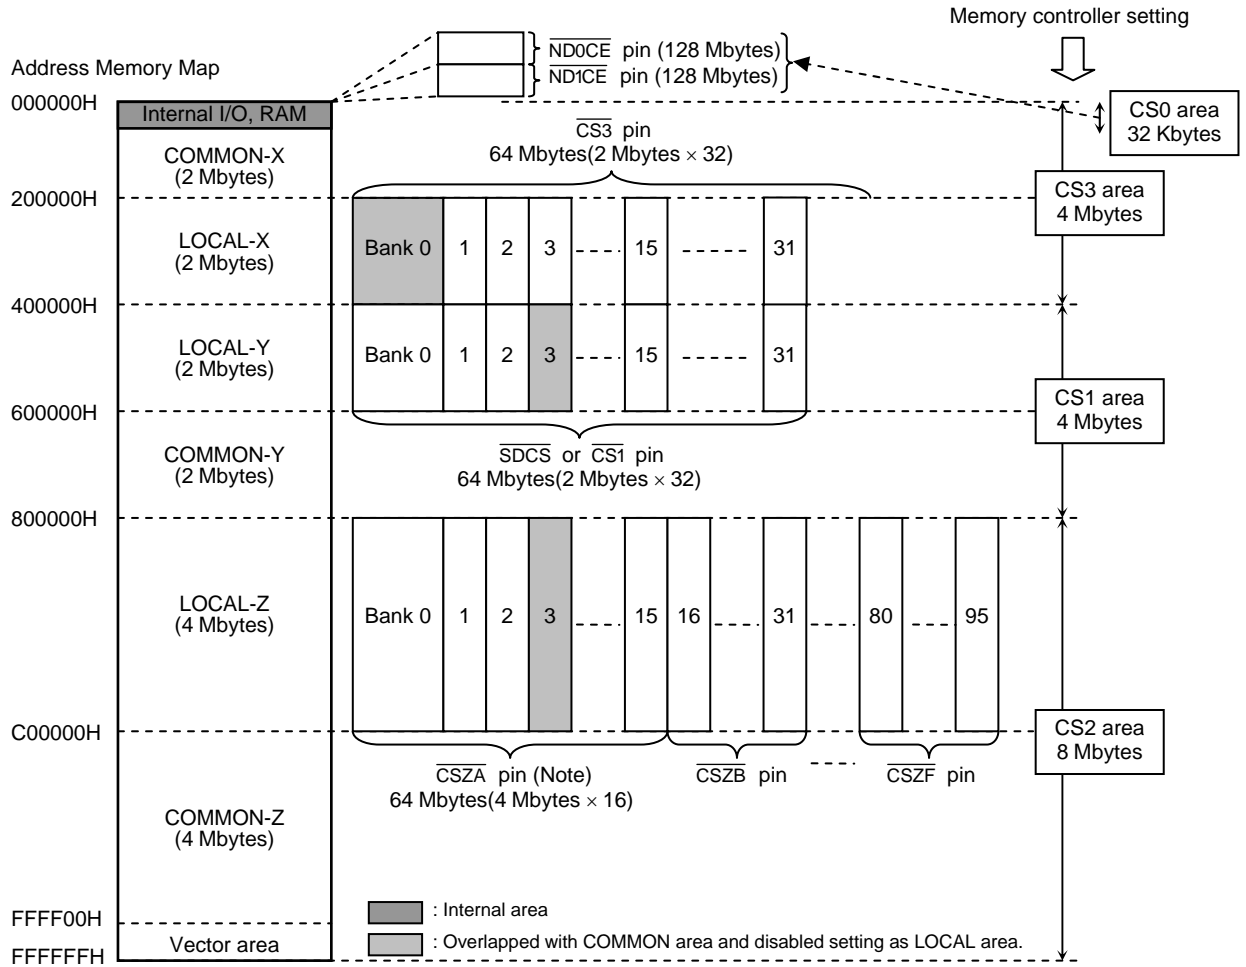 Memory controller setting
ND0CE pin (128 Mbytes)
ND1CE pin (128 Mbytes)
Address Memory Map
000000H
Internal I/O, RAM
CS0 area
32 Kbytes
CS3 pin
64 Mbytes(2 Mbytes × 32)
COMMON-X
(2 Mbytes)
200000H
CS3 area
4 Mbytes
LOCAL-X
(2 Mbytes)
Bank 0 1 2 3 15 31
400000H
LOCAL-Y
(2 Mbytes)
Bank 0 1 2 3 15 31
CS1 area
4 Mbytes
600000H
SDCS or CS1 pin
64 Mbytes(2 Mbytes × 32)
COMMON-Y
(2 Mbytes)
800000H
LOCAL-Z
(4 Mbytes)
Bank 0 1 2 3 15 16 31 80 95
C00000H
CS2 area
8 Mbytes
CSZA pin (Note)
64 Mbytes(4 Mbytes × 16)
CSZB pin
CSZF pin
COMMON-Z
(4 Mbytes)
FFFF00H
: Internal area
Vector area
: Overlapped with COMMON area and disabled setting as LOCAL area.
FFFFFFH